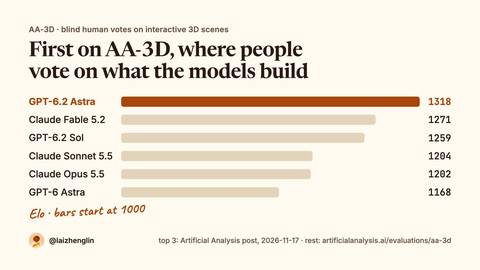 AA-3D · blind human votes on interactive 3D scenes
First on AA-3D, where people
vote on what the models build
GPT-6.2 Astra 1318
Claude Fable 5.2 1271
GPT-6.2 Sol 1259
Claude Sonnet 5.5 1204
Claude Opus 5.5 1202
GPT-6 Astra 1168
Elo · bars start at 1000
@laizhenglin top 3: Artificial Analysis post, 2026-11-17 · rest: artificialanalysis.ai/evaluations/aa-3d